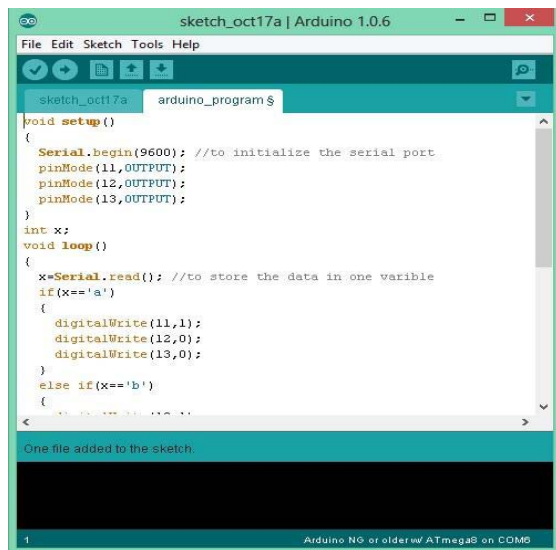 sketch_oct17a | Arduino 1.0.6
File Edit Sketch Tools Help
sketch_oct17a arduino_program §
void setup()
{
Serial.begin(9600); //to initialize the serial port
pinMode(11,OUTPUT);
pinMode(12,OUTPUT);
pinMode(13,OUTPUT);
}
int x;
void loop()
{
x=Serial.read(); //to store the data in one varible
if(x=='a')
{
digitalWrite(11,1);
digitalWrite(12,0);
digitalWrite(13,0);
}
else if(x=='b')
{
One file added to the sketch.
1 Arduino NG or older w/ ATmega8 on COM6